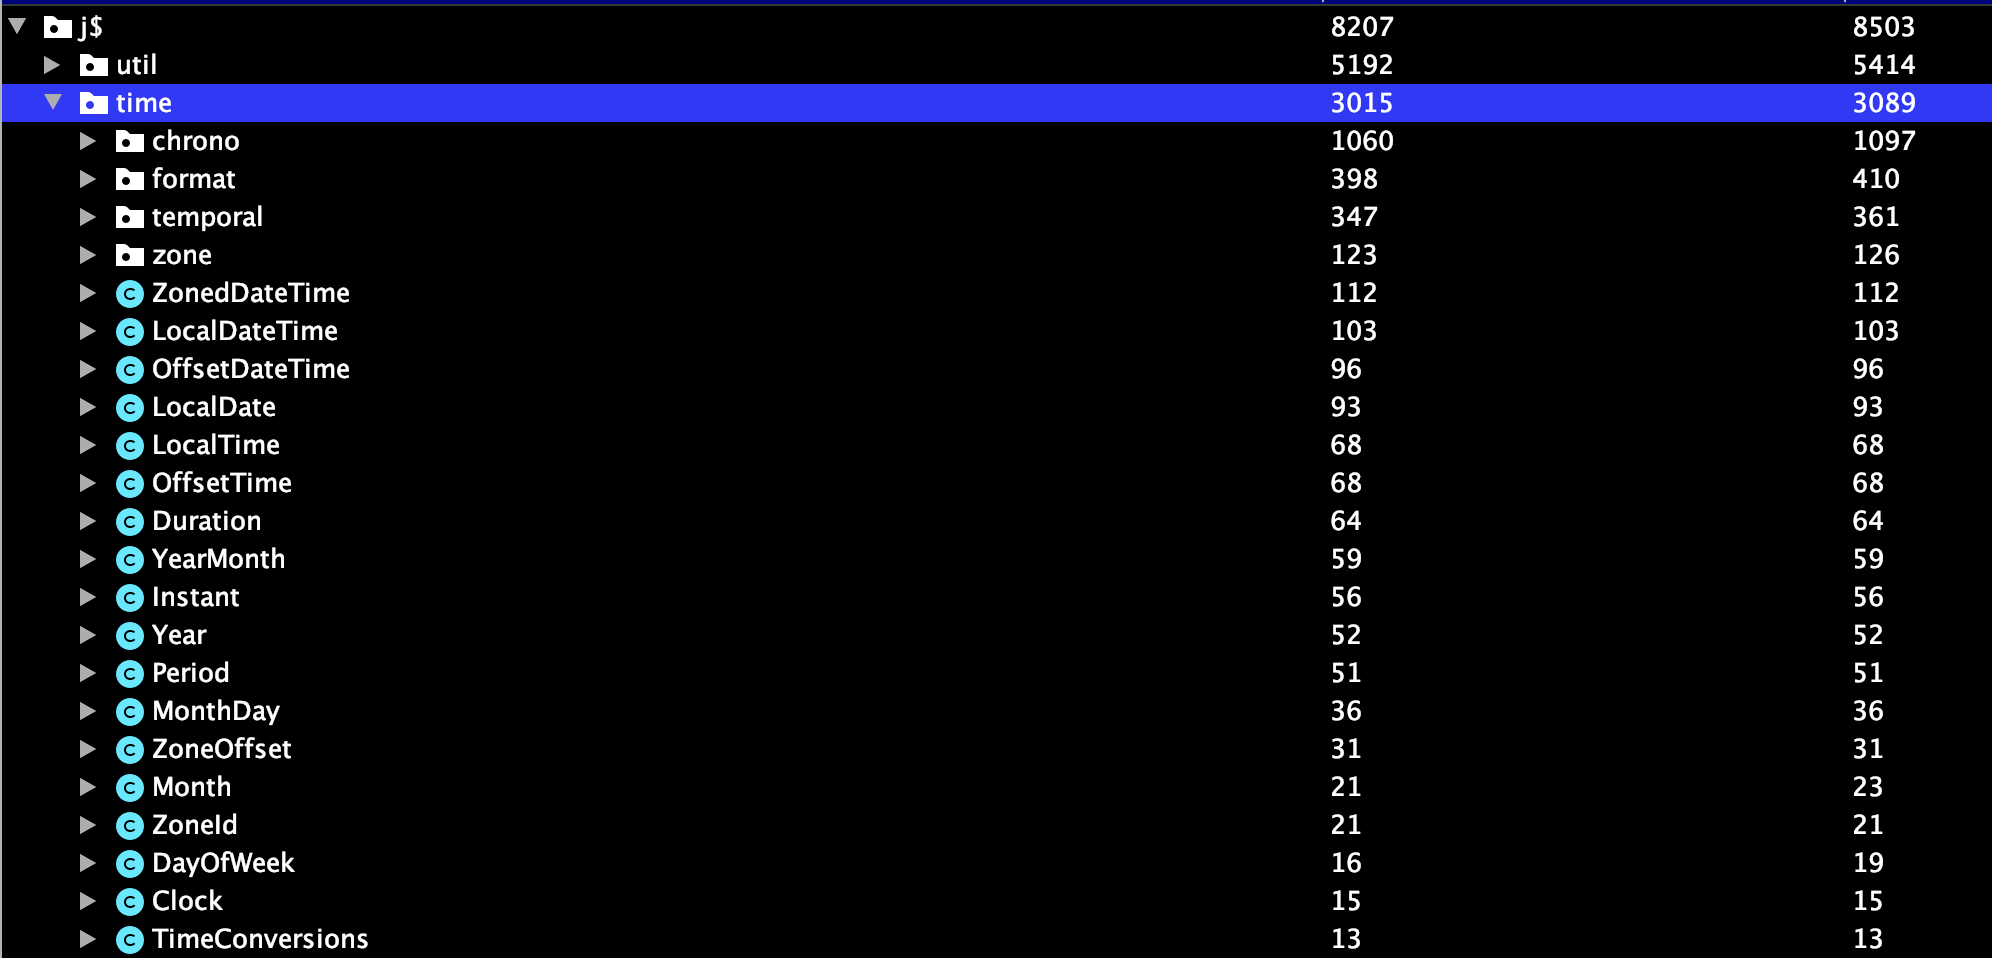 j$ 8207 8503
util 5192 5414
time 3015 3089
chrono 1060 1097
format 398 410
temporal 347 361
zone 123 126
C ZonedDateTime 112 112
C LocalDateTime 103 103
C OffsetDateTime 96 96
C LocalDate 93 93
C LocalTime 68 68
C OffsetTime 68 68
C Duration 64 64
C YearMonth 59 59
C Instant 56 56
C Year 52 52
C Period 51 51
C MonthDay 36 36
C ZoneOffset 31 31
C Month 21 23
C ZoneId 21 21
C DayOfWeek 16 19
C Clock 15 15
C TimeConversions 13 13